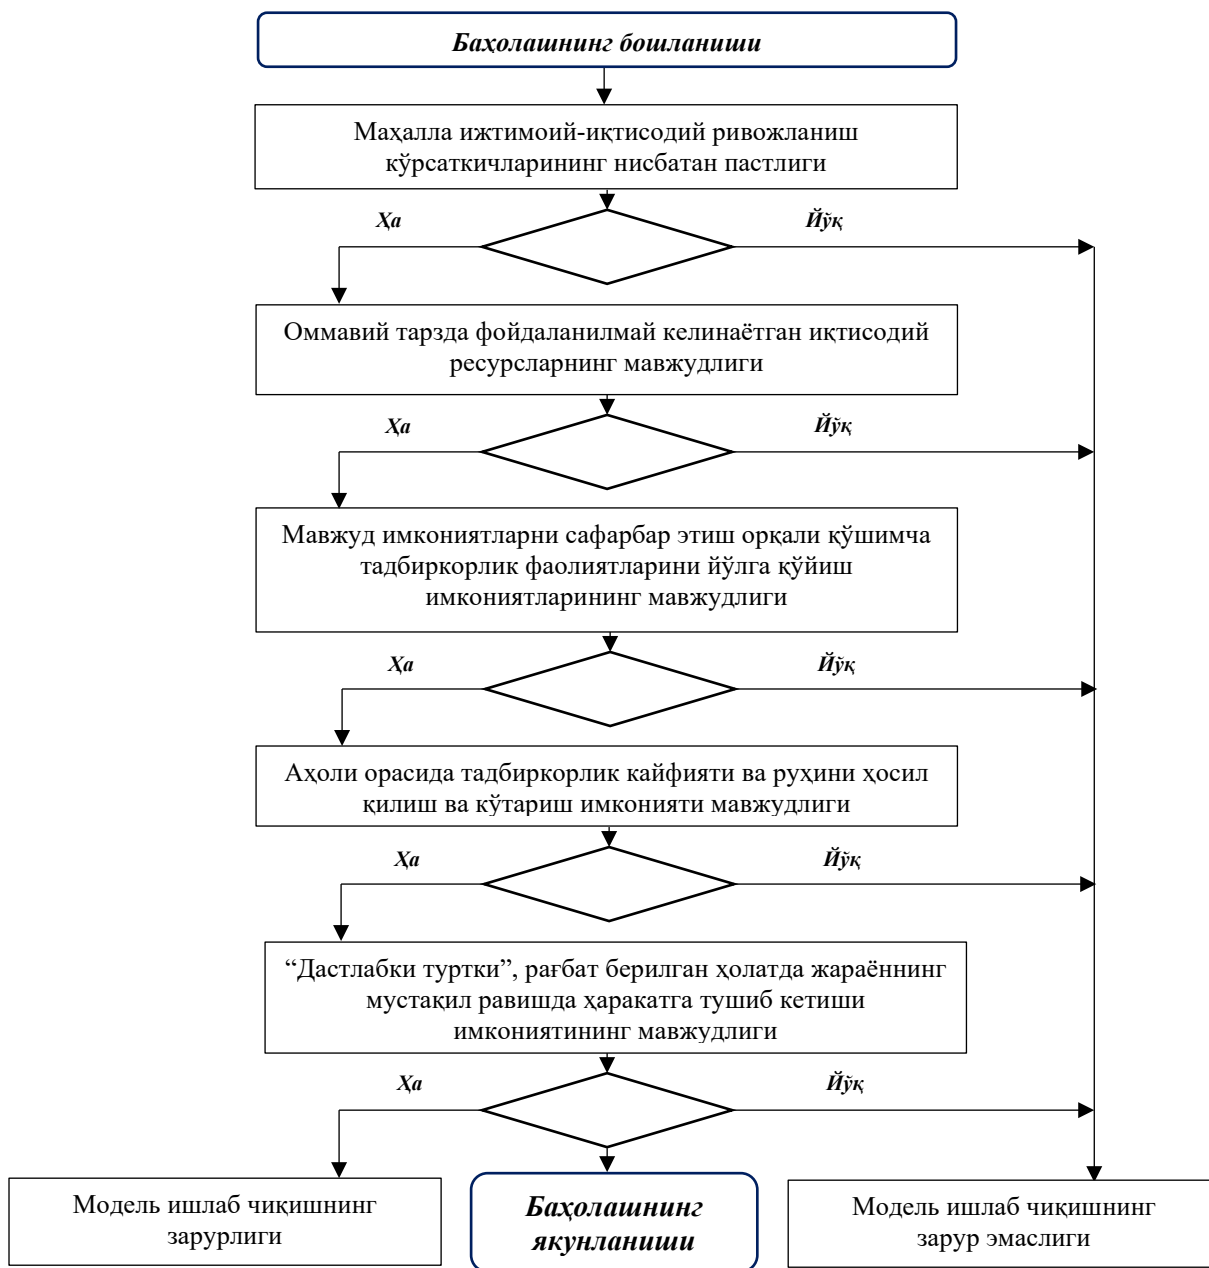 Баҳолашнинг бошланиши
Маҳалла ижтимоий-иқтисодий ривожланиш
кўрсаткичларининг нисбатан пастлиги
Ҳа
Йўқ
Оммавий тарзда фойдаланилмай келинаётган иқтисодий
ресурсларнинг мавжудлиги
Ҳа
Йўқ
Мавжуд имкониятларни сафарбар этиш орқали қўшимча
тадбиркорлик фаолиятларини йўлга қўйиш
имкониятларининг мавжудлиги
Ҳа
Йўқ
Аҳоли орасида тадбиркорлик кайфияти ва руҳини ҳосил
қилиш ва кўтариш имконияти мавжудлиги
Ҳа
Йўқ
“Дастлабки туртки”, рағбат берилган ҳолатда жараённинг
мустақил равишда ҳаракатга тушиб кетиши
имкониятининг мавжудлиги
Ҳа
Йўқ
Модель ишлаб чиқишнинг
зарурлиги
Баҳолашнинг
якунланиши
Модель ишлаб чиқишнинг
зарур эмаслиги